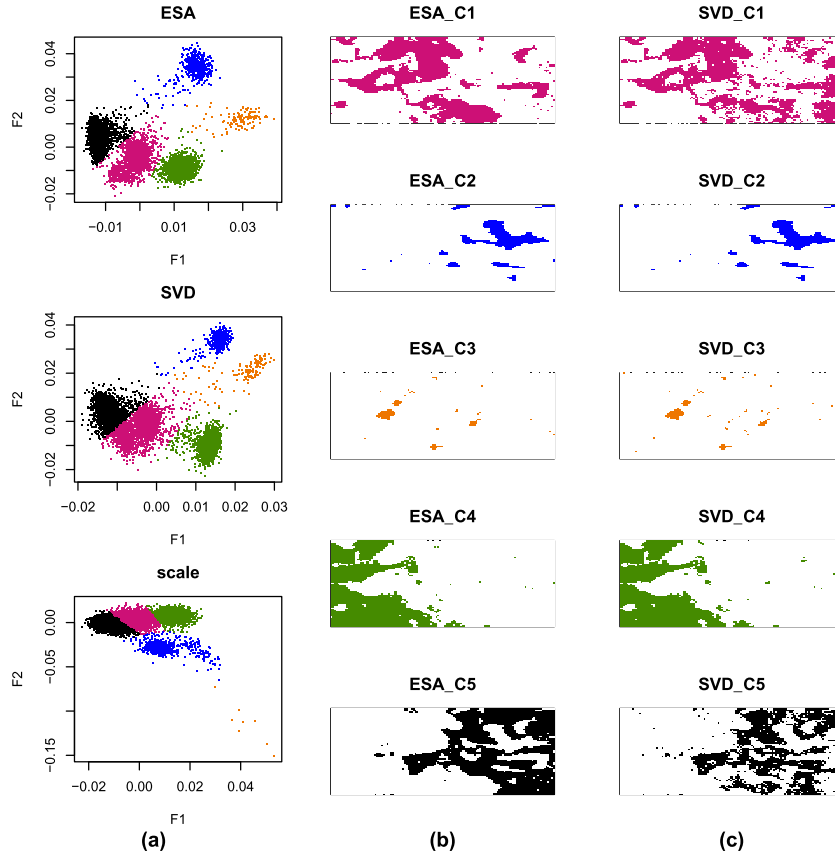 ESA
0.04
0.02
0.00
−0.02
F2
−0.01
0.01
0.03
F1
SVD
0.04
0.02
0.00
−0.02
F2
−0.02
0.00
0.01
0.02
0.03
F1
scale
0.00
−0.05
−0.15
F2
−0.02
0.00
0.02
0.04
F1
(a)
ESA_C1
ESA_C2
ESA_C3
ESA_C4
ESA_C5
(b)
SVD_C1
SVD_C2
SVD_C3
SVD_C4
SVD_C5
(c)